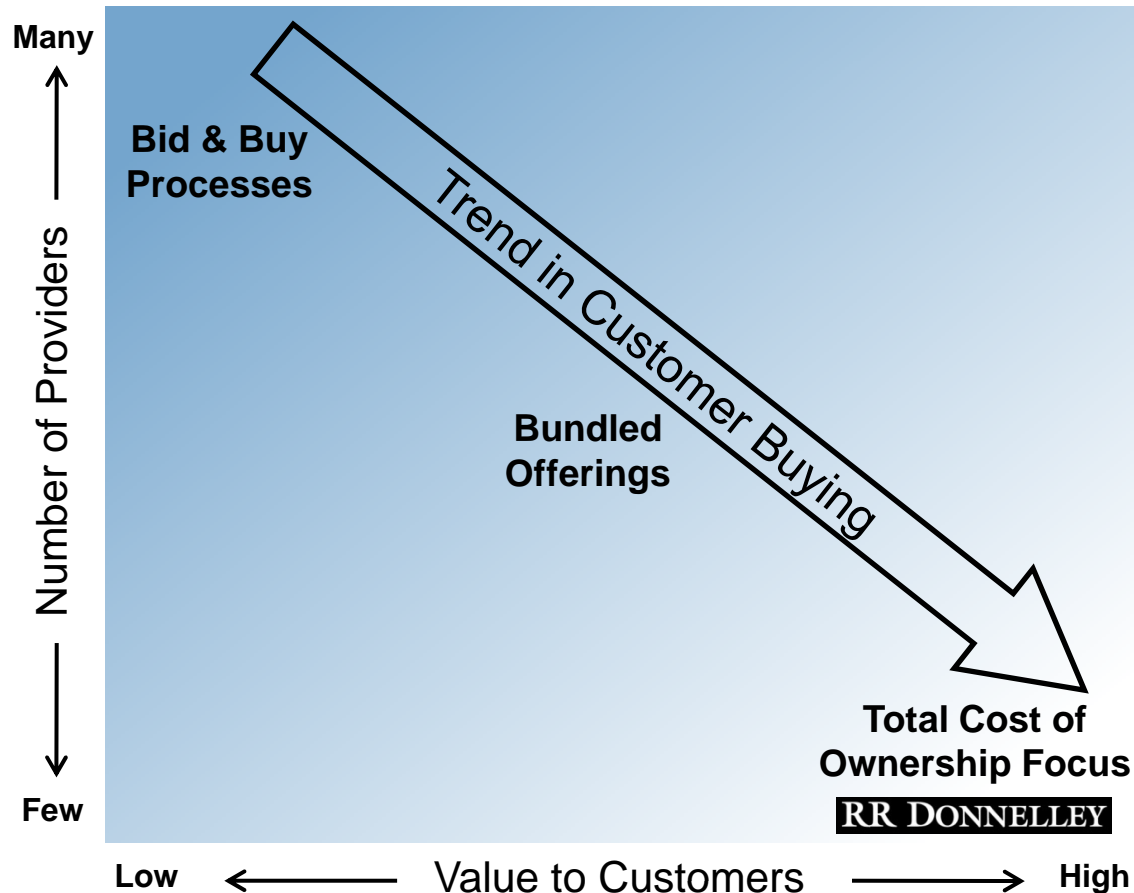 Many
Bid & Buy
Processes
Trend in Customer Buying
Number of Providers
Bundled
Offerings
Total Cost of
Ownership Focus
Few
RR DONNELLEY
Low
Value to Customers
High